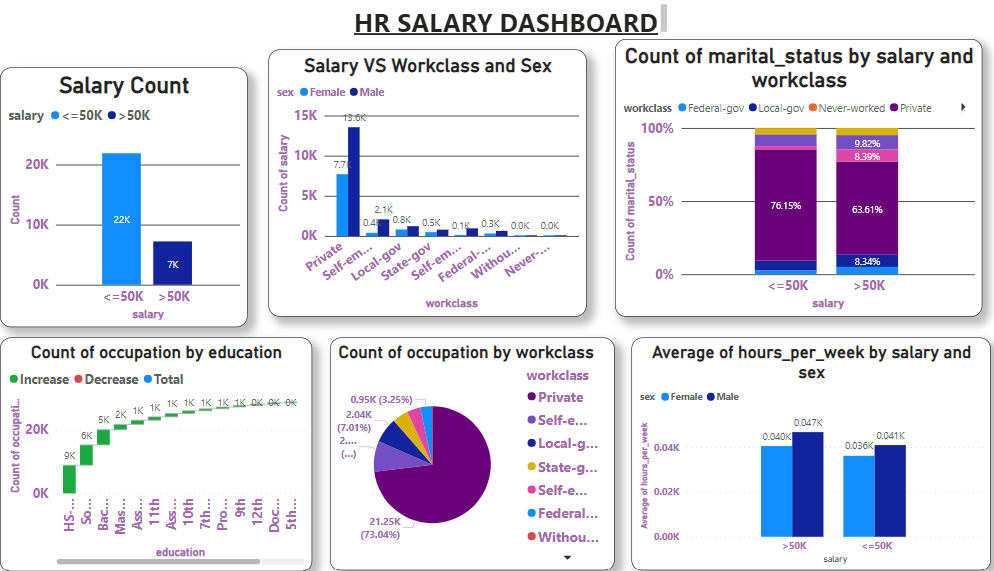 HR SALARY DASHBOARD
Salary Count
salary <=50K >50K
20K
10K
0K
Count
22K
7K
<=50K >50K
salary
Salary VS Workclass and Sex
sex Female Male
15K
10K
5K
0K
Count of salary
13.6K
7.7K
0.4K
2.1K
0.8K
0.5K
0.1K
0.3K
0.0K
0.0K
Private
Self-em...
Local-gov
State-gov
Self-em...
Federal-...
Withou...
Never-...
workclass
Count of marital_status by salary and
workclass
workclass Federal-gov Local-gov Never-worked Private
100%
50%
0%
Count of marital_status
76.15%
9.82%
8.39%
63.61%
8.34%
<=50K >50K
salary
Count of occupation by education
Increase Decrease Total
20K
0K
Count of occupati...
9K
6K
5K
2K
1K
1K
1K
1K
1K
1K
0K
0K
0K
0K
HS-...
So...
Bac...
Mas...
Ass...
11th
Ass...
10th
7th...
Pro...
9th
12th
Doc...
5th...
education
Count of occupation by workclass
0.95K (3.25%)
2.04K
(7.01%)
2....
(...)
21.25K
(73.04%)
workclass
Private
Self-e...
Local-g...
State-g...
Self-e...
Federal...
Withou...
Average of hours_per_week by salary and
sex
sex Female Male
0.04K
0.02K
0.00K
Average of hours_per_week
0.040K
0.047K
0.036K
0.041K
>50K <=50K
salary